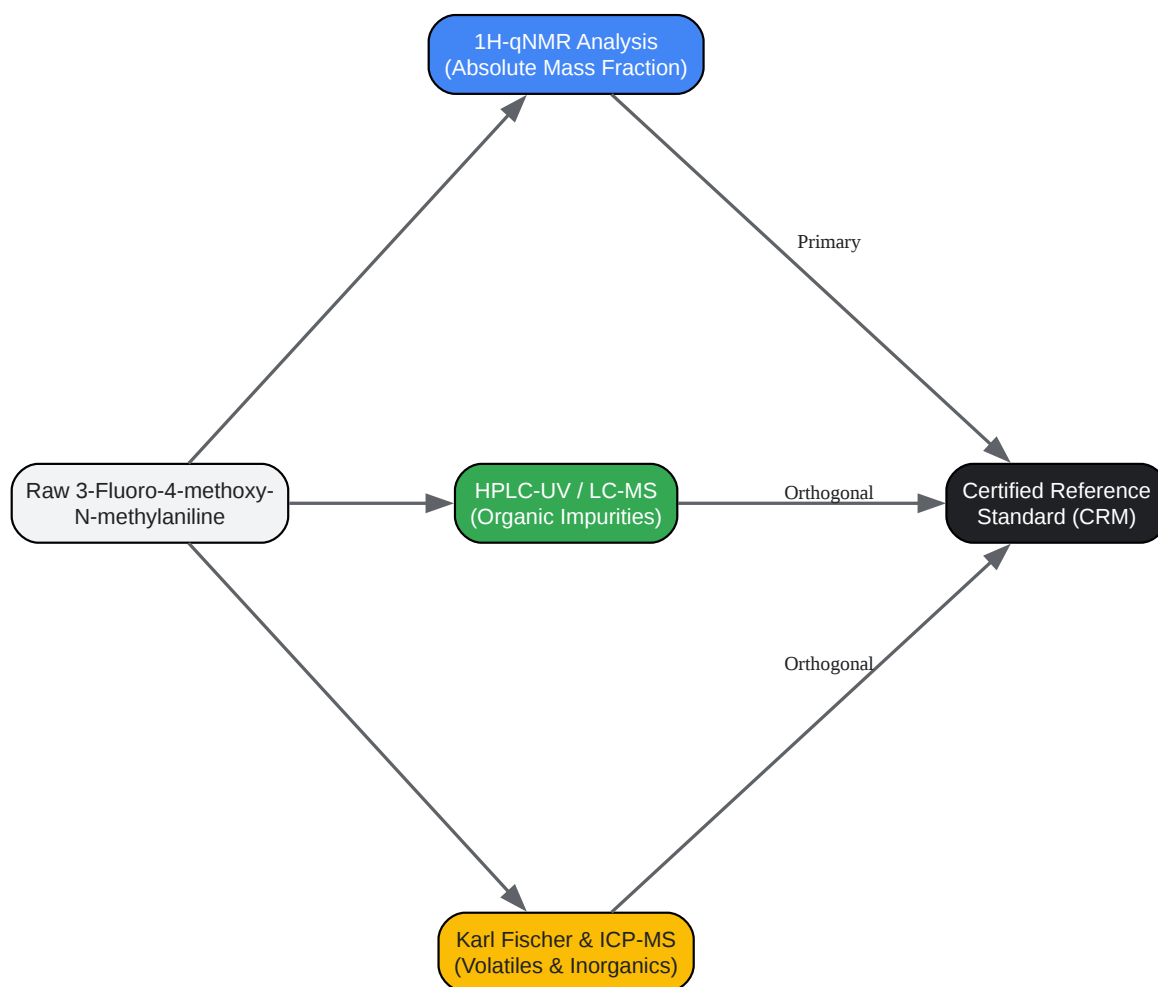 1H-qNMR Analysis
(Absolute Mass Fraction)
Primary
Raw 3-Fluoro-4-methoxy-
N-methylaniline
HPLC-UV / LC-MS
(Organic Impurities)
Orthogonal
Certified Reference
Standard (CRM)
Orthogonal
Karl Fischer & ICP-MS
(Volatiles & Inorganics)